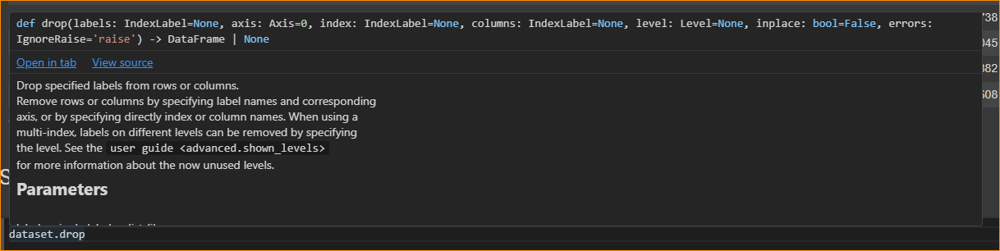 738
def drop(labels: IndexLabel=None, axis: Axis=0, index: IndexLabel=None, columns: IndexLabel=None, level: Level=None, inplace: bool=False, errors:
IgnoreRaise='raise') -> DataFrame | None
045
Open in tab View source
382
Drop specified labels from rows or columns.
508
Remove rows or columns by specifying label names and corresponding
axis, or by specifying directly index or column names. When using a
multi-index, labels on different levels can be removed by specifying
the level. See the user guide <advanced.shown_levels>
for more information about the now unused levels.
S
Parameters
dataset.drop